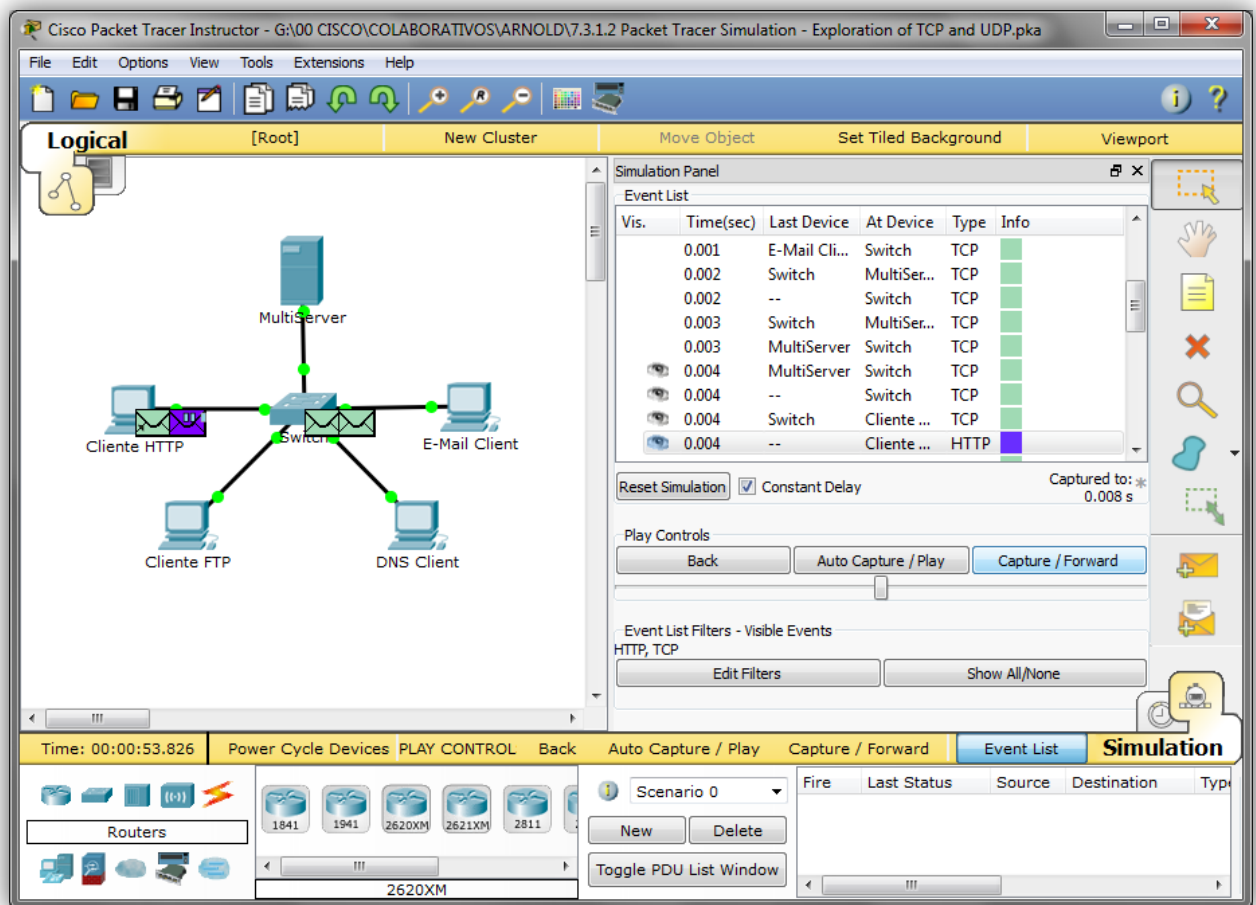 Cisco Packet Tracer Instructor - G:\00 CISCO\COLABORATIVOS\ARNOLD\7.3.1.2 Packet Tracer Simulation - Exploration of TCP and UDP.pka
File Edit Options View Tools Extensions Help
Logical [Root] New Cluster Move Object Set Tiled Background Viewport
MultiServer
Cliente HTTP
Switch
E-Mail Client
Cliente FTP
DNS Client
Simulation Panel
Event List
Vis. Time(sec) Last Device At Device Type Info
0.001 E-Mail Cli... Switch TCP
0.002 Switch MultiSer... TCP
0.002 -- Switch TCP
0.003 Switch MultiSer... TCP
0.003 MultiServer Switch TCP
0.004 MultiServer Switch TCP
0.004 -- Switch TCP
0.004 Switch Cliente ... TCP
0.004 -- Cliente ... HTTP
Reset Simulation Constant Delay Captured to: *
0.008 s
Play Controls
Back Auto Capture / Play Capture / Forward
Event List Filters - Visible Events
HTTP, TCP
Edit Filters Show All/None
Time: 00:00:53.826 Power Cycle Devices PLAY CONTROL Back Auto Capture / Play Capture / Forward Event List Simulation
Routers
1841 1941 2620XM 2621XM 2811
2620XM
Scenario 0
New Delete
Toggle PDU List Window
Fire Last Status Source Destination Type